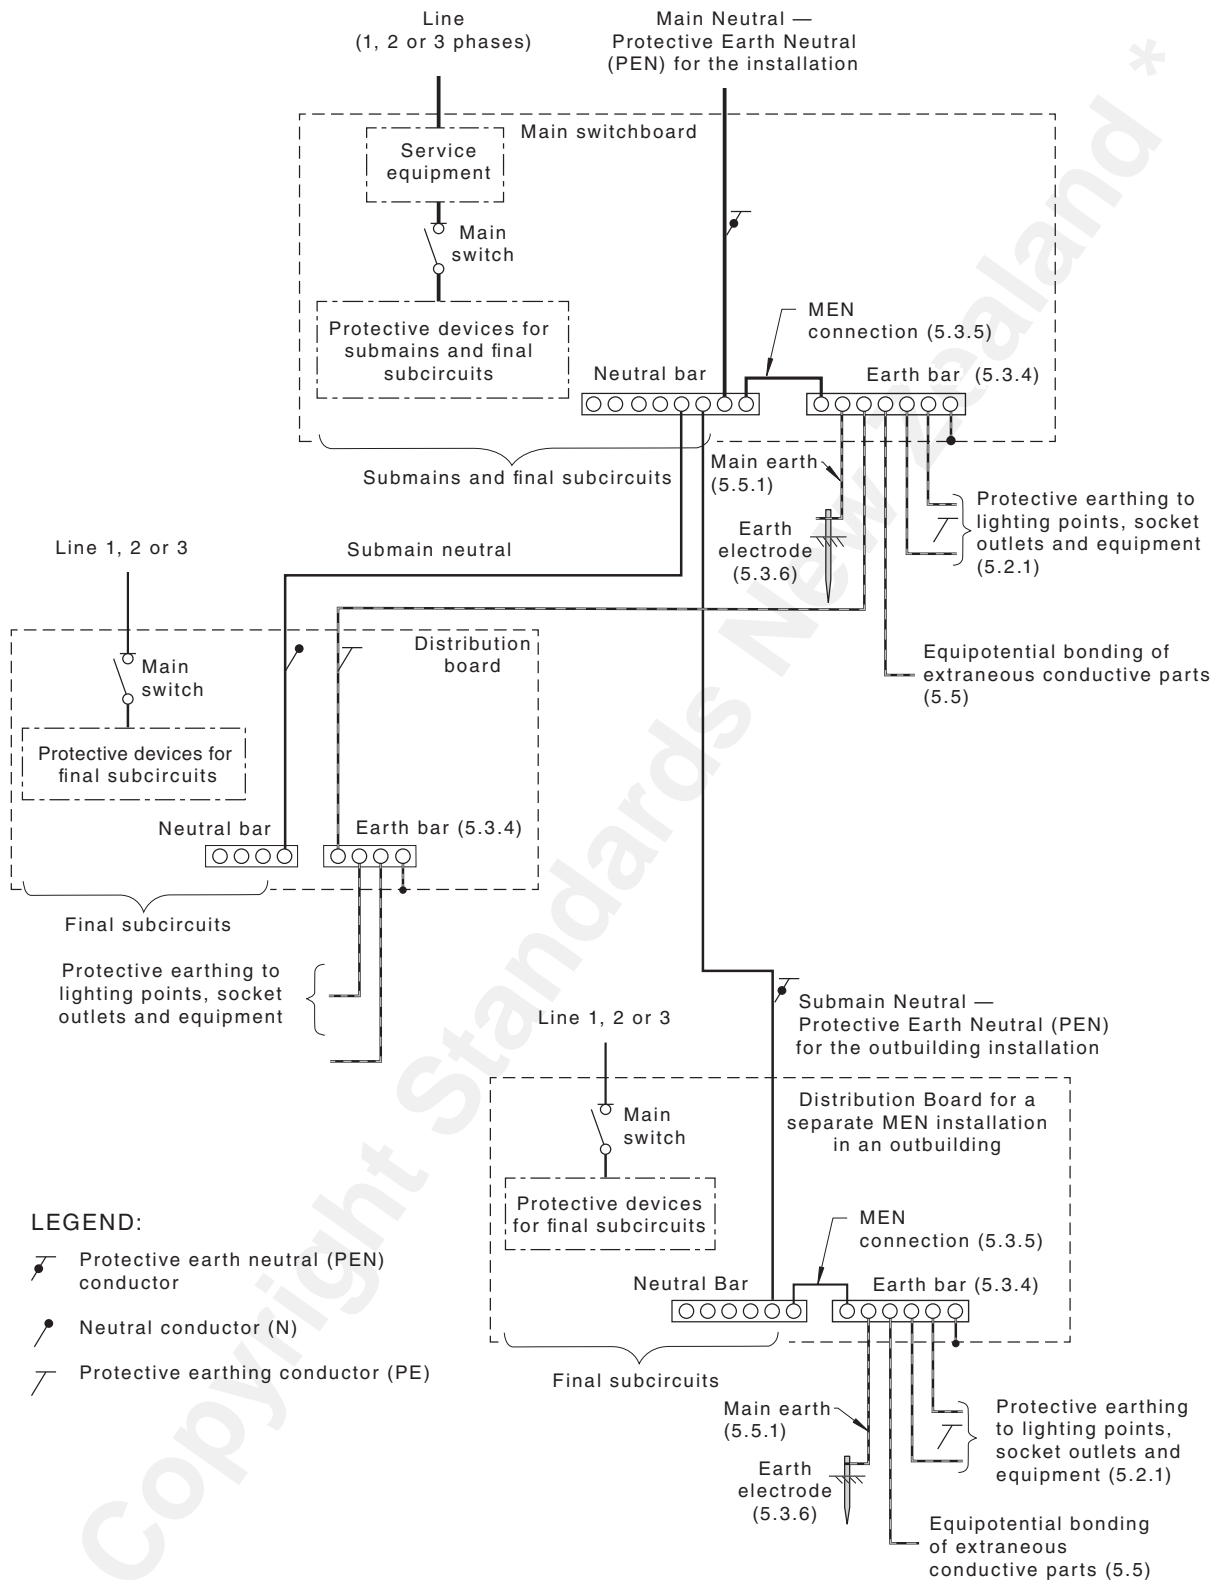 Line
(1, 2 or 3 phases)
Main Neutral —
Protective Earth Neutral
(PEN) for the installation
Main switchboard
Service
equipment
Main
switch
Protective devices for
submains and final
subcircuits
MEN
connection (5.3.5)
Neutral bar
Earth bar (5.3.4)
Submains and final subcircuits
Main earth
(5.5.1)
Earth
electrode
(5.3.6)
Protective earthing to
lighting points, socket
outlets and equipment
(5.2.1)
Equipotential bonding of
extraneous conductive parts
(5.5)
Line 1, 2 or 3
Submain neutral
Distribution
board
Main
switch
Protective devices for
final subcircuits
Neutral bar
Earth bar (5.3.4)
Final subcircuits
Protective earthing to
lighting points, socket
outlets and equipment
Submain Neutral —
Protective Earth Neutral (PEN)
for the outbuilding installation
Line 1, 2 or 3
Distribution Board for a
separate MEN installation
in an outbuilding
Main
switch
Protective devices
for final subcircuits
MEN
connection (5.3.5)
Neutral Bar
Earth bar (5.3.4)
Final subcircuits
Main earth
(5.5.1)
Earth
electrode
(5.3.6)
Protective earthing
to lighting points,
socket outlets and
equipment (5.2.1)
Equipotential bonding
of extraneous
conductive parts (5.5)
LEGEND:
Protective earth neutral (PEN)
conductor
Neutral conductor (N)
Protective earthing conductor (PE)
Copyright Standards New Zealand *